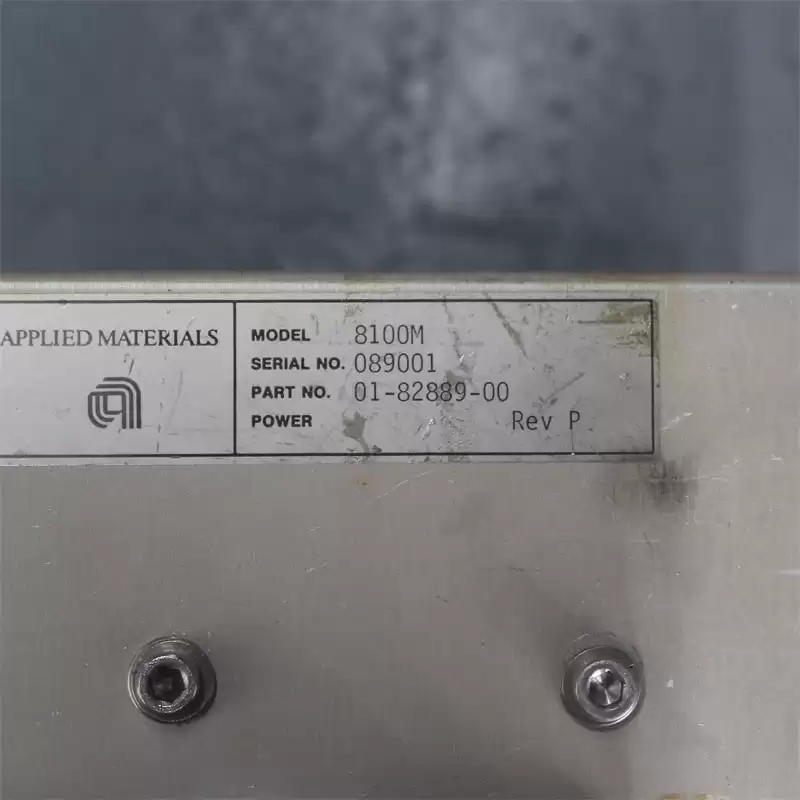 APPLIED MATERIALS
MODEL 8100M
SERIAL NO. 089001
PART NO. 01-82889-00
POWER Rev P